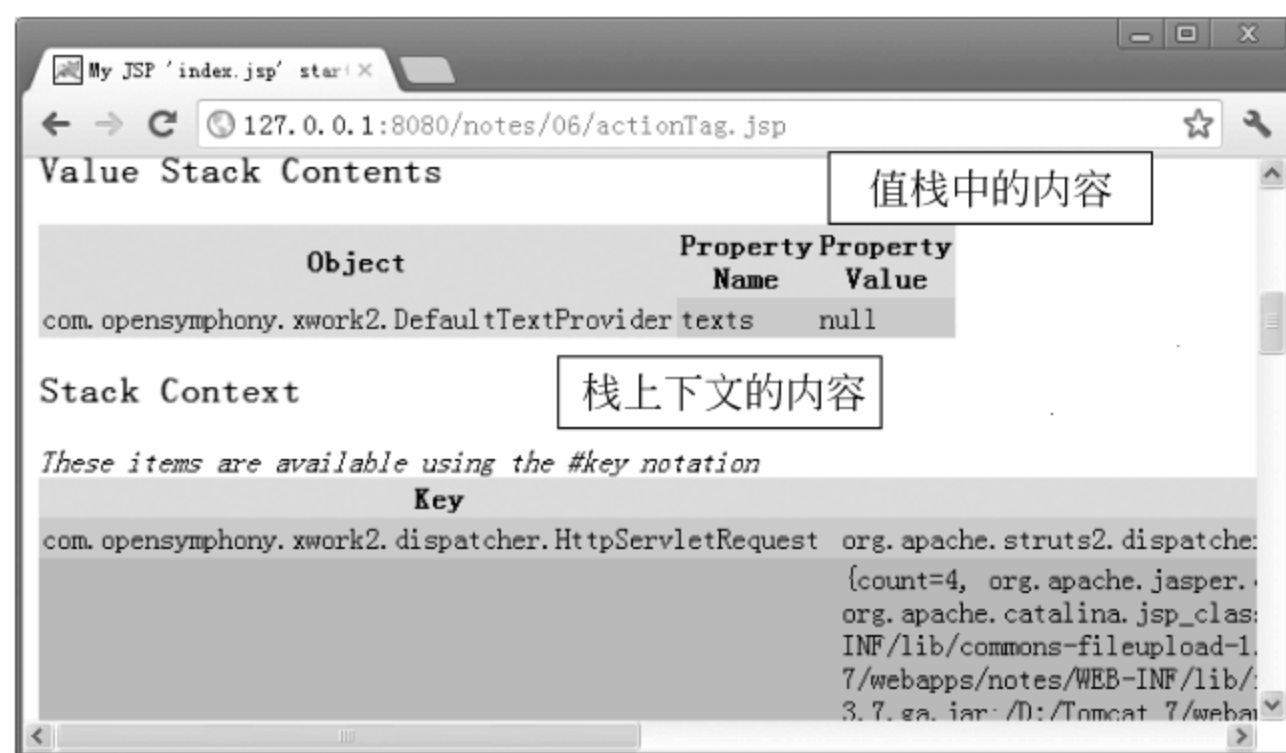 My JSP 'index.jsp' star
127.0.0.1:8080/notes/06/actionTag.jsp
Value Stack Contents
值栈中的内容
Object
Property Name
Property Value
com.opensymphony.xwork2.DefaultTextProvider texts null
Stack Context
栈上下文的内容
These items are available using the #key notation
Key
com.opensymphony.xwork2.dispatcher.HttpServletRequest org.apache.struts2.dispatche
{count=4, org.apache.jasper.
org.apache.catalina.jsp_clas
INF/lib/commons-fileupload-1.
7/webapps/notes/WEB-INF/lib/
3.7.ga.jar:/D:/Tomcat 7/weba